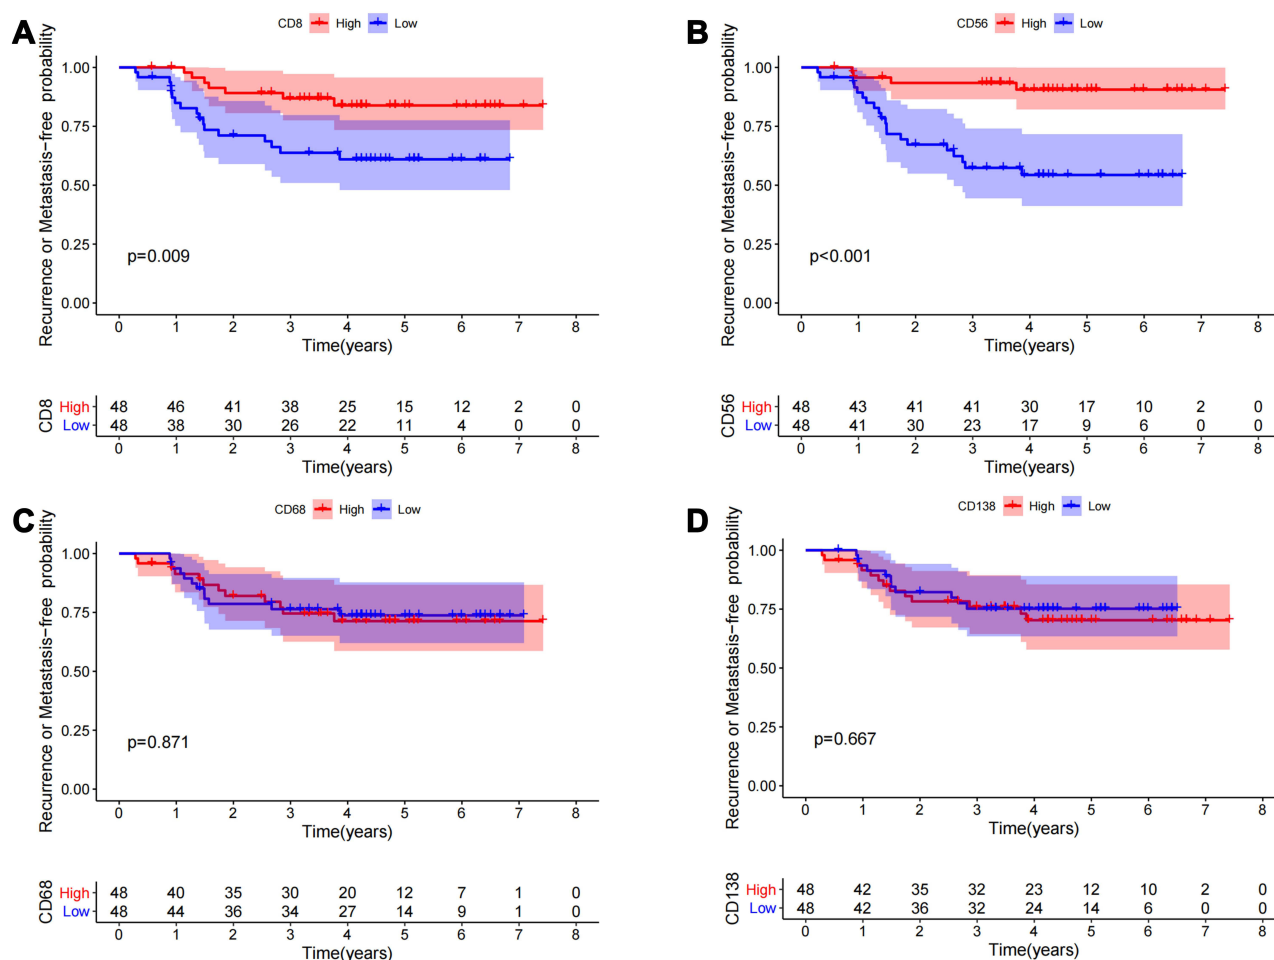 A
CD8 High Low
Recurrence or Metastasis-free probability
1.00
0.75
0.50
0.25
0.00
p=0.009
0 1 2 3 4 5 6 7 8
Time(years)
CD8
High 48 46 41 38 25 15 12 2 0
Low 48 38 30 26 22 11 4 0 0
0 1 2 3 4 5 6 7 8
Time(years)
B
CD56 High Low
Recurrence or Metastasis-free probability
1.00
0.75
0.50
0.25
0.00
p<0.001
0 1 2 3 4 5 6 7 8
Time(years)
CD56
High 48 43 41 41 30 17 10 2 0
Low 48 41 30 23 17 9 6 0 0
0 1 2 3 4 5 6 7 8
Time(years)
C
CD68 High Low
Recurrence or Metastasis-free probability
1.00
0.75
0.50
0.25
0.00
p=0.871
0 1 2 3 4 5 6 7 8
Time(years)
CD68
High 48 40 35 30 20 12 7 1 0
Low 48 44 36 34 27 14 9 1 0
0 1 2 3 4 5 6 7 8
Time(years)
D
CD138 High Low
Recurrence or Metastasis-free probability
1.00
0.75
0.50
0.25
0.00
p=0.667
0 1 2 3 4 5 6 7 8
Time(years)
CD138
High 48 42 35 32 23 12 10 2 0
Low 48 42 36 32 24 14 6 0 0
0 1 2 3 4 5 6 7 8
Time(years)